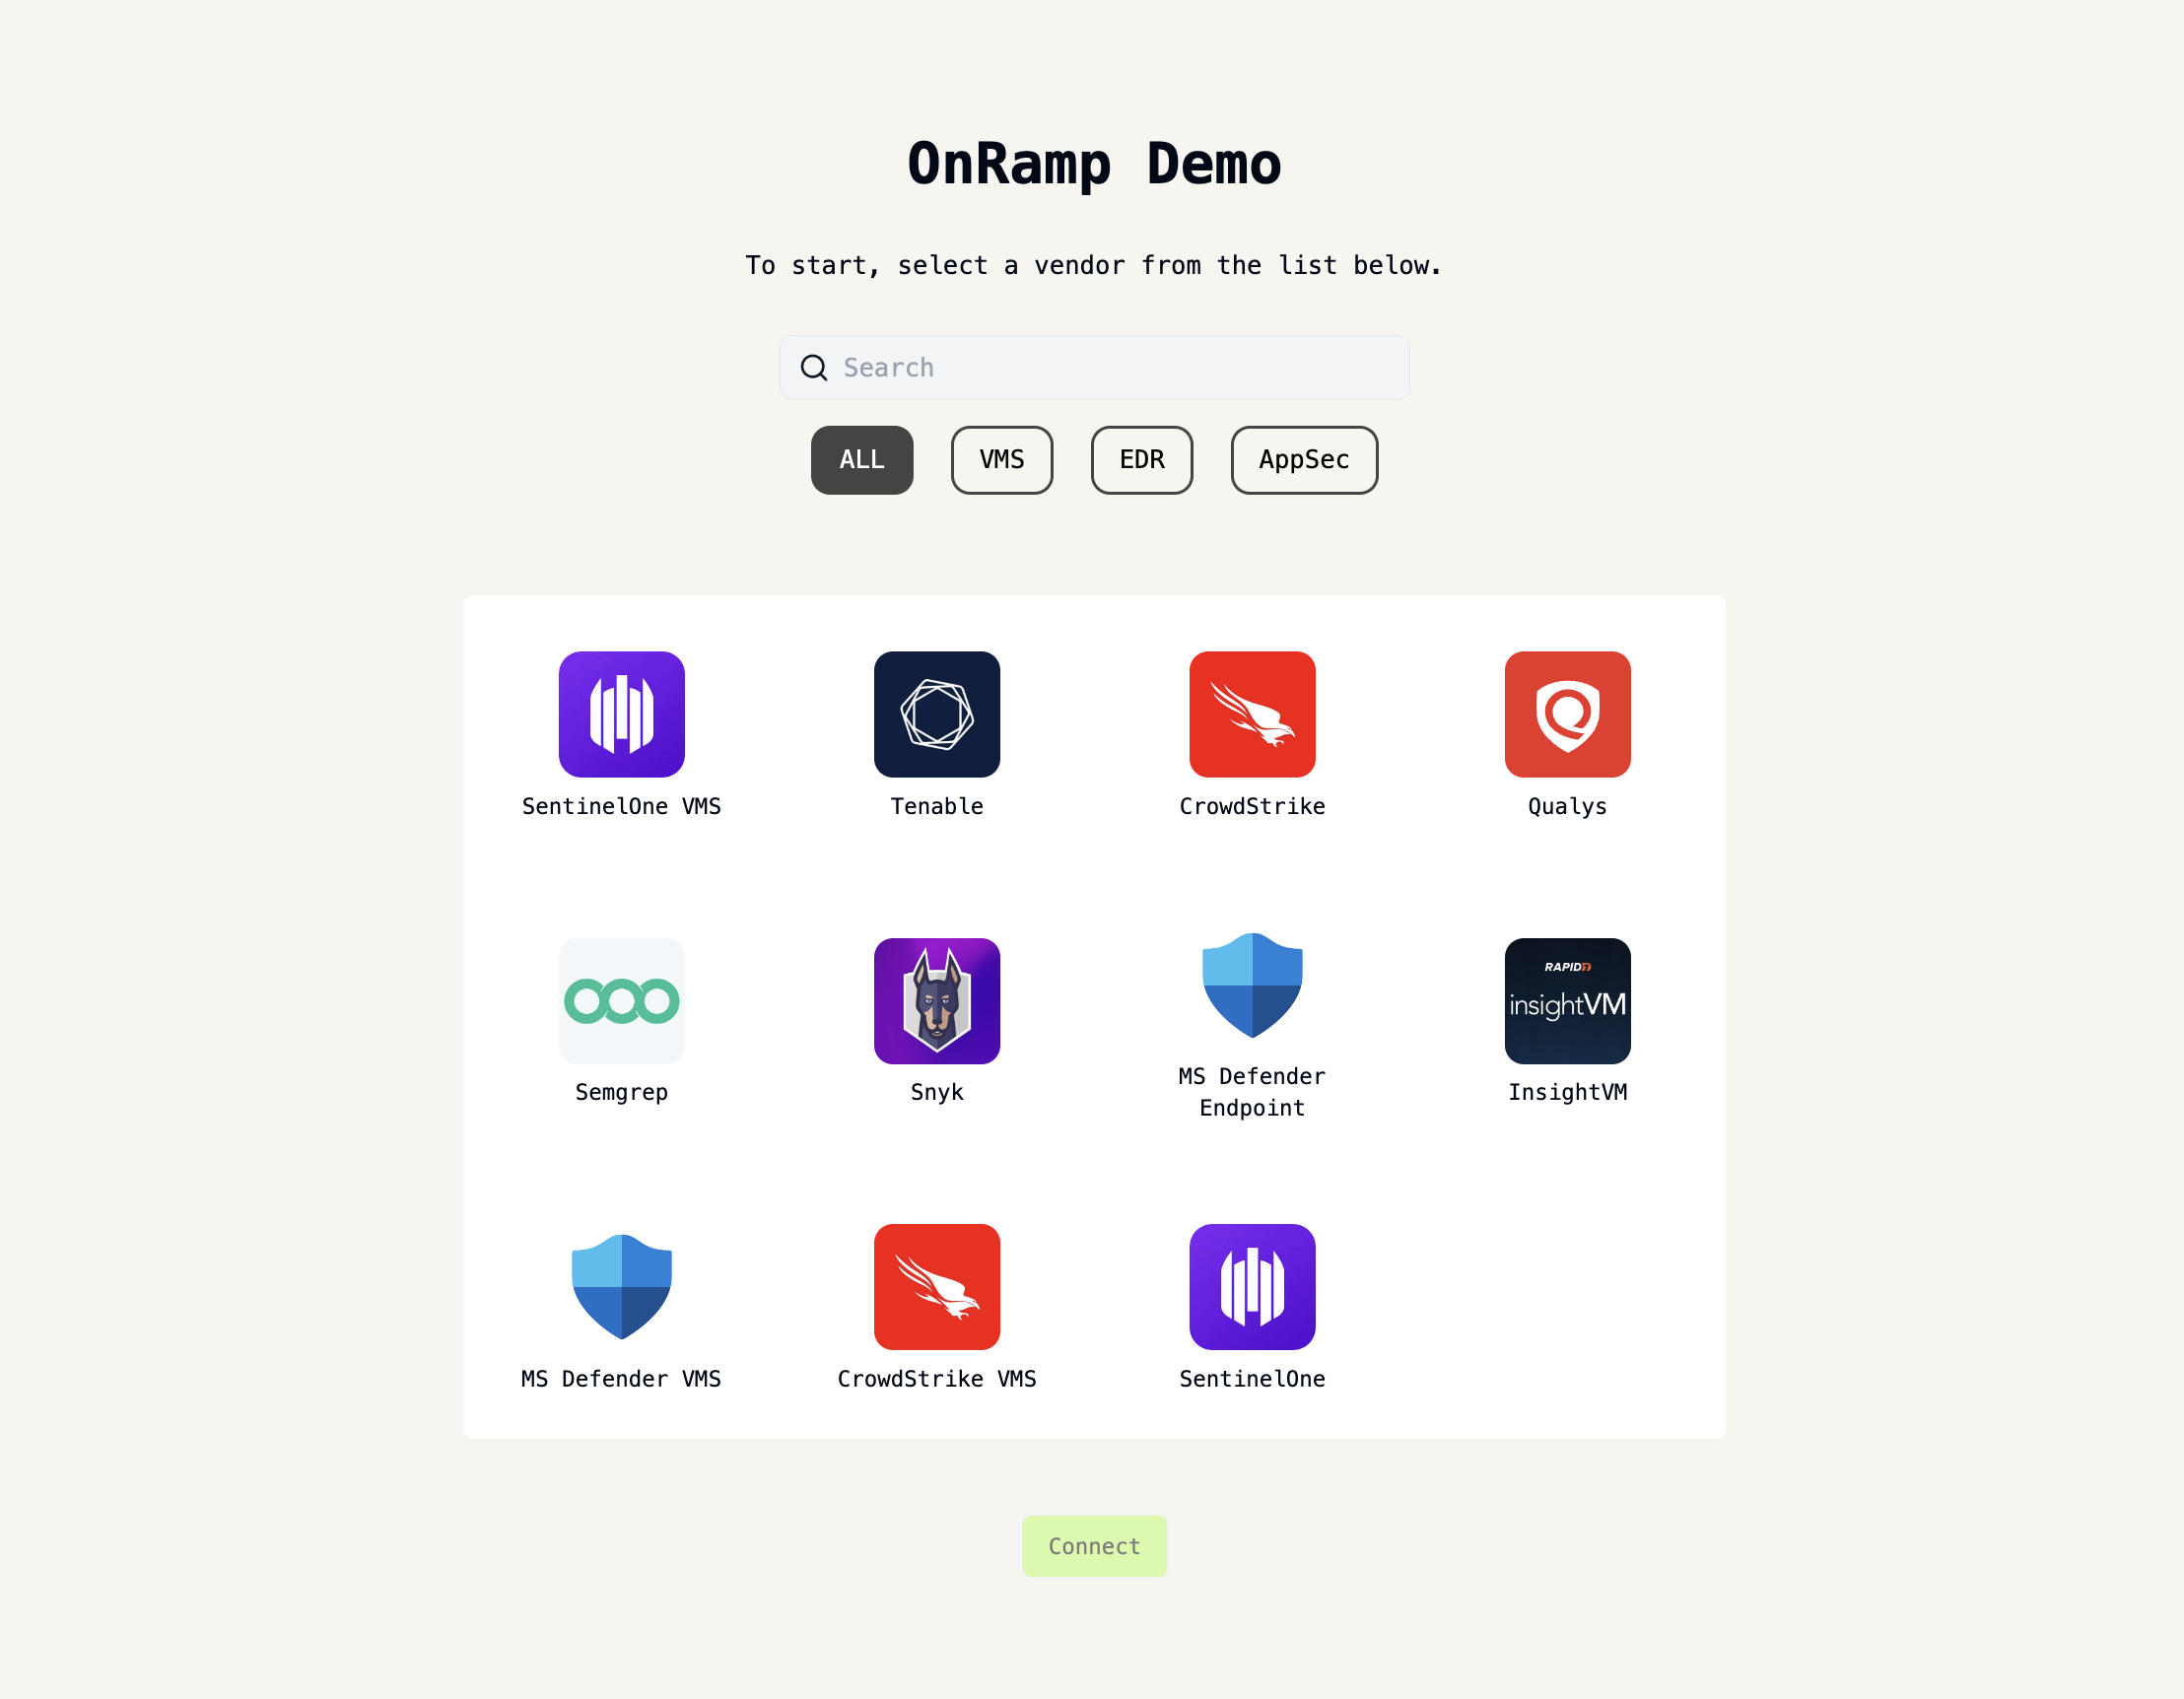 OnRamp Demo
To start, select a vendor from the list below.
Search
ALL
VMS
EDR
AppSec
SentinelOne VMS
Tenable
CrowdStrike
Qualys
RAPID7
insightVM
Semgrep
Snyk
MS Defender
Endpoint
InsightVM
MS Defender VMS
CrowdStrike VMS
SentinelOne
Connect